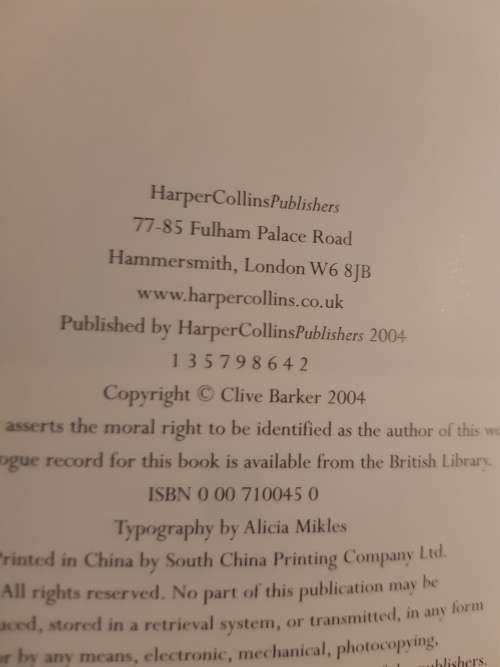 HarperCollinsPublishers
77-85 Fulham Palace Road
Hammersmith, London W6 8JB
www.harpercollins.co.uk
Published by HarperCollinsPublishers 2004
1 3 5 7 9 8 6 4 2
Copyright © Clive Barker 2004
asserts the moral right to be identified as the author of this
ogue record for this book is available from the British Library.
ISBN 0 00 710045 0
Typography by Alicia Mikles
Printed in China by South China Printing Company Ltd.
All rights reserved. No part of this publication may be
aced, stored in a retrieval system, or transmitted, in any form
or by any means, electronic, mechanical, photocopying,
publishers.